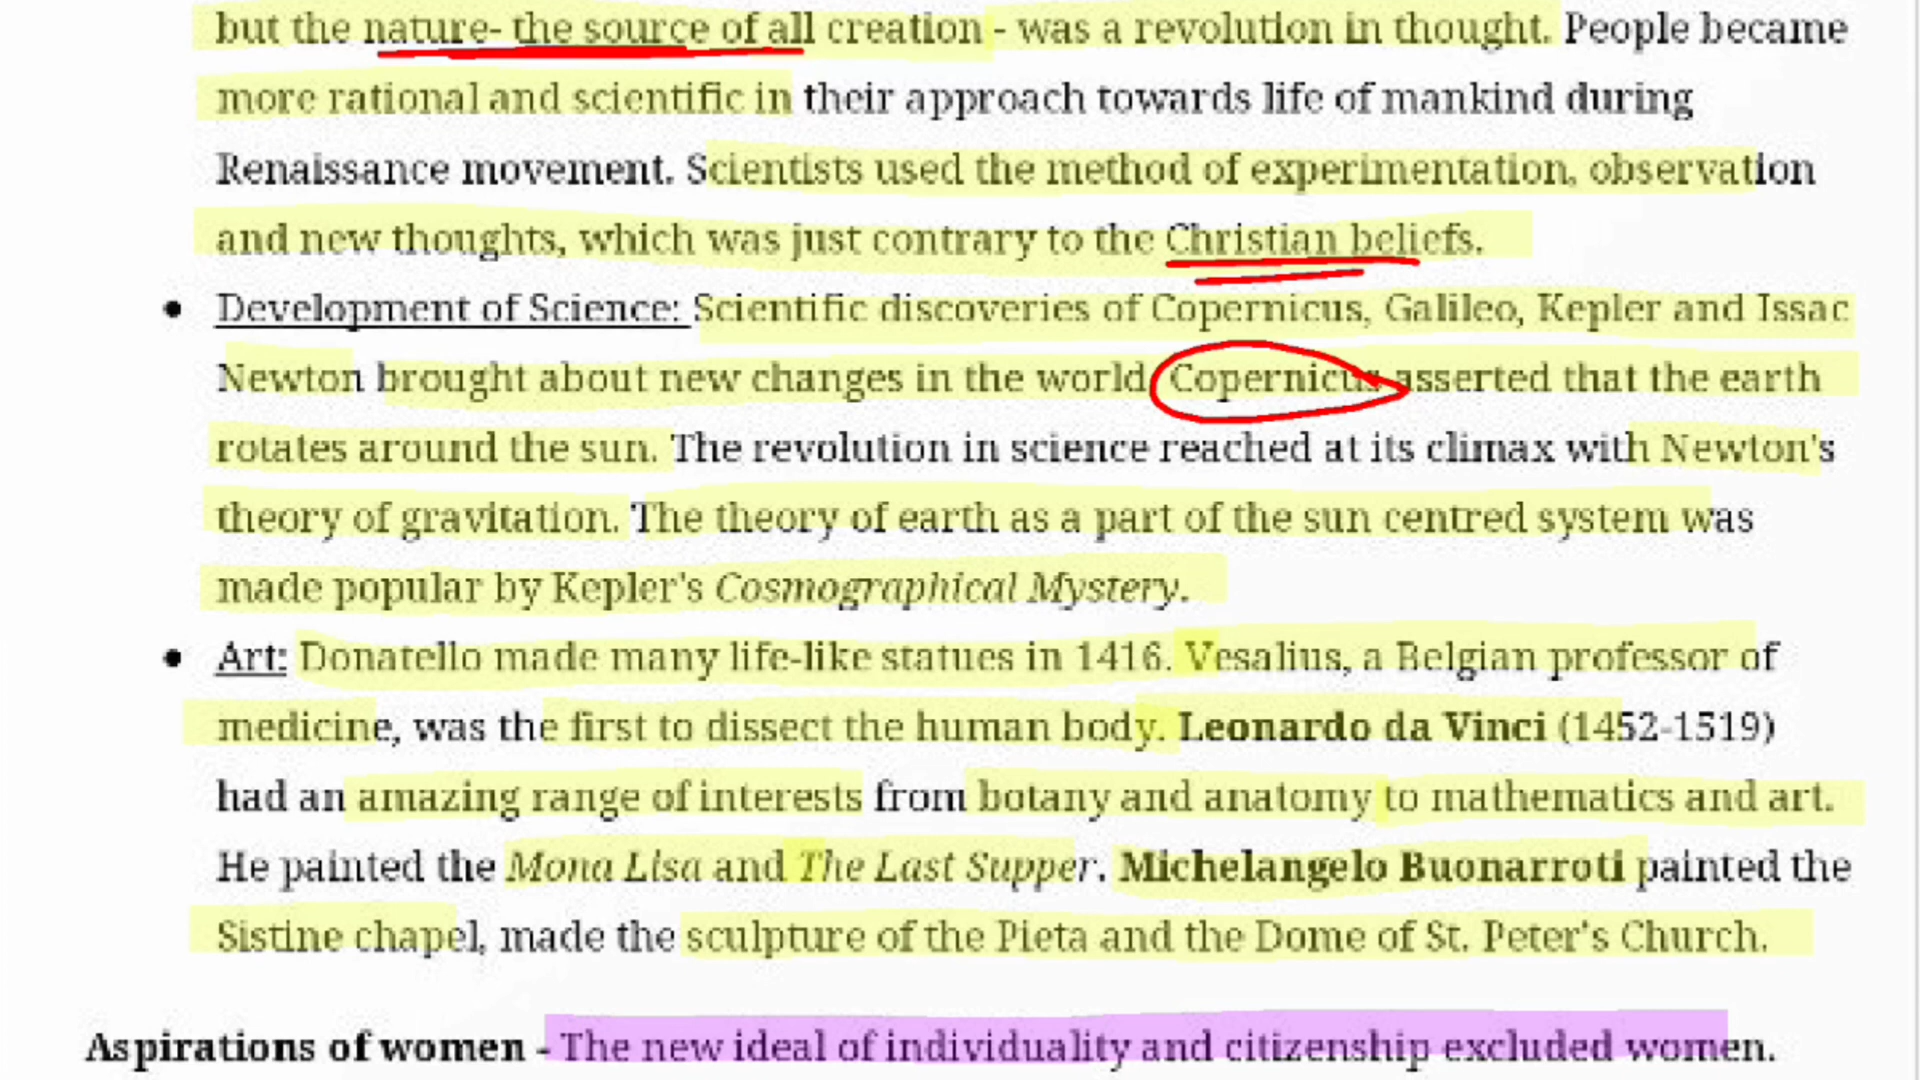 but the nature- the source of all creation - was a revolution in thought. People became
more rational and scientific in their approach towards life of mankind during
Renaissance movement. Scientists used the method of experimentation, observation
and new thoughts, which was just contrary to the Christian beliefs.
• Development of Science: Scientific discoveries of Copernicus, Galileo, Kepler and Issac
Newton brought about new changes in the world. Copernicus asserted that the earth
rotates around the sun. The revolution in science reached at its climax with Newton's
theory of gravitation. The theory of earth as a part of the sun centred system was
made popular by Kepler's Cosmographical Mystery.
• Art: Donatello made many life-like statues in 1416. Vesalius, a Belgian professor of
medicine, was the first to dissect the human body. Leonardo da Vinci (1452-1519)
had an amazing range of interests from botany and anatomy to mathematics and art.
He painted the Mona Lisa and The Last Supper. Michelangelo Buonarroti painted the
Sistine chapel, made the sculpture of the Pieta and the Dome of St. Peter's Church.
Aspirations of women - The new ideal of individuality and citizenship excluded women.